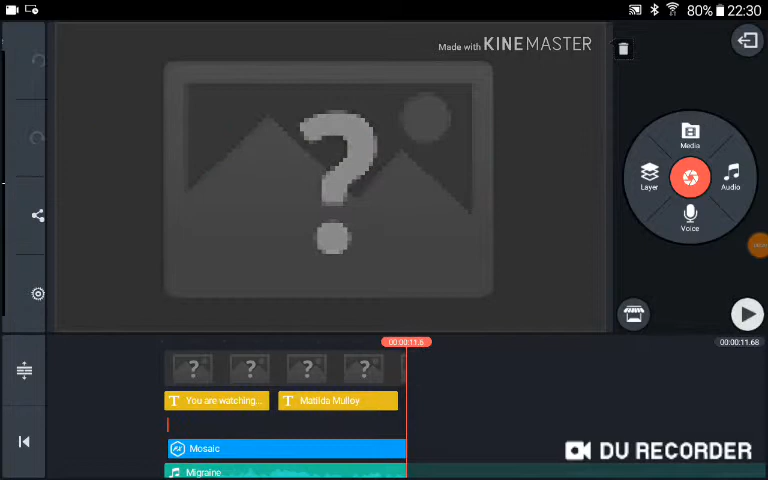 80% 22:30
Made with KINEMASTER
?
Media
Layer
Audio
Voice
00:00:11.6
00:00:11.68
? ? ? ?
T You are watching...
T Matilda Mulloy
Mosaic
Migraine
DU RECORDER